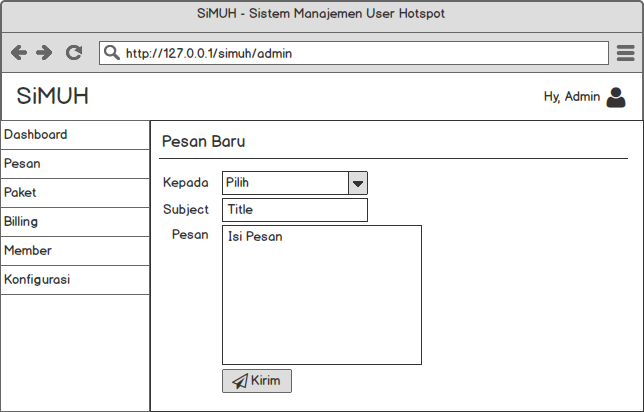 SiMUH - Sistem Manajemen User Hotspot
http://127.0.0.1/simuh/admin
SiMUH
Hy, Admin
Dashboard
Pesan
Paket
Billing
Member
Konfigurasi
Pesan Baru
Kepada Pilih
Subject Title
Pesan Isi Pesan
Kirim